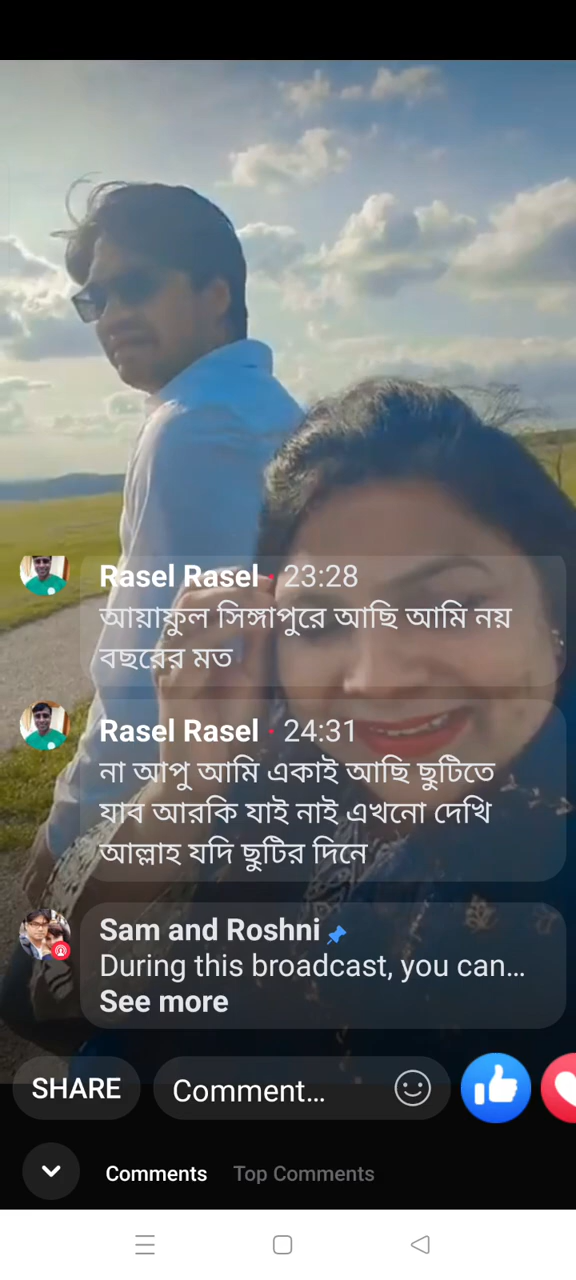 Rasel Rasel · 23:28
আয়াফুল সিঙ্গাপুরে আছি আমি নয়
বছরের মত
Rasel Rasel · 24:31
না আপু আমি একাই আছি ছুটিতে
যাব আরকি যাই নাই এখনো দেখি
আল্লাহ যদি ছুটির দিনে
Sam and Roshni
During this broadcast, you can...
See more
SHARE
Comment...
Comments
Top Comments